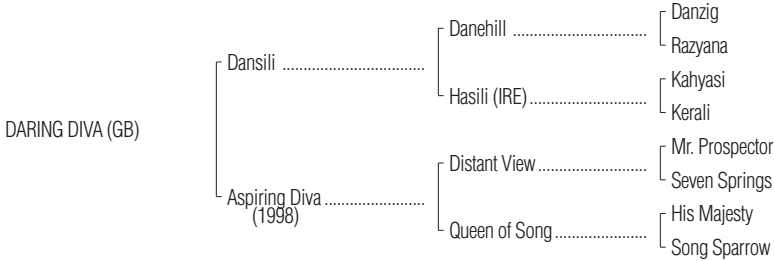 Danzig
Danehill ..............................
Razyana
Dansili ................................
Kahyasi
Hasili (IRE)..........................
Kerali
DARING DIVA (GB)
Mr. Prospector
Distant View ........................
Seven Springs
Aspiring Diva ......................
(1998)
His Majesty
Queen of Song....................
Song Sparrow